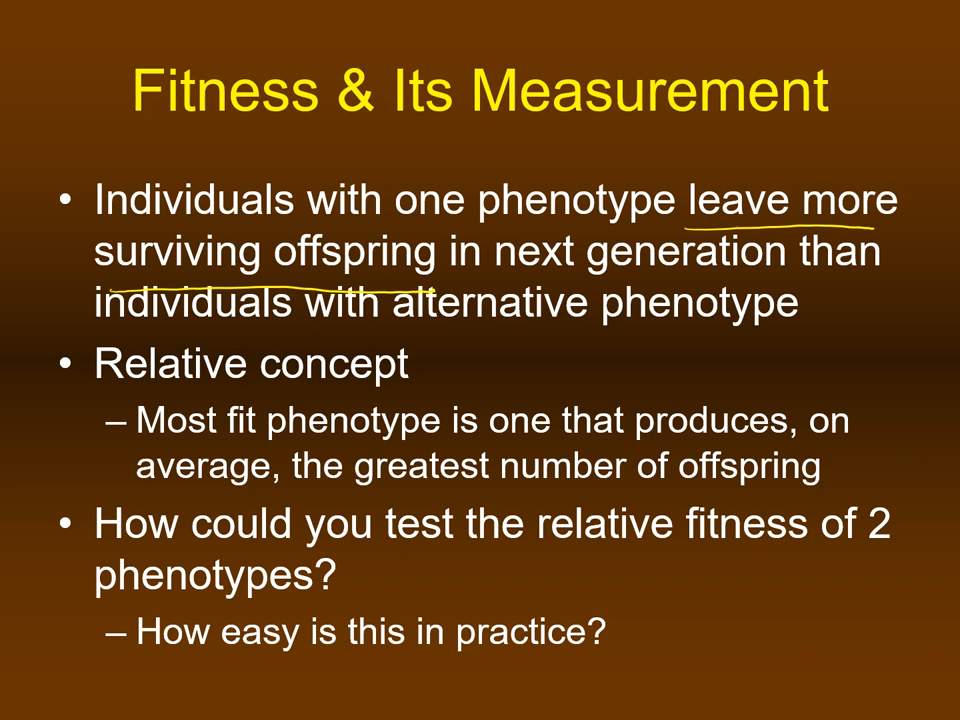 Fitness & Its Measurement
• Individuals with one phenotype leave more
surviving offspring in next generation than
individuals with alternative phenotype
• Relative concept
– Most fit phenotype is one that produces, on
average, the greatest number of offspring
• How could you test the relative fitness of 2
phenotypes?
– How easy is this in practice?